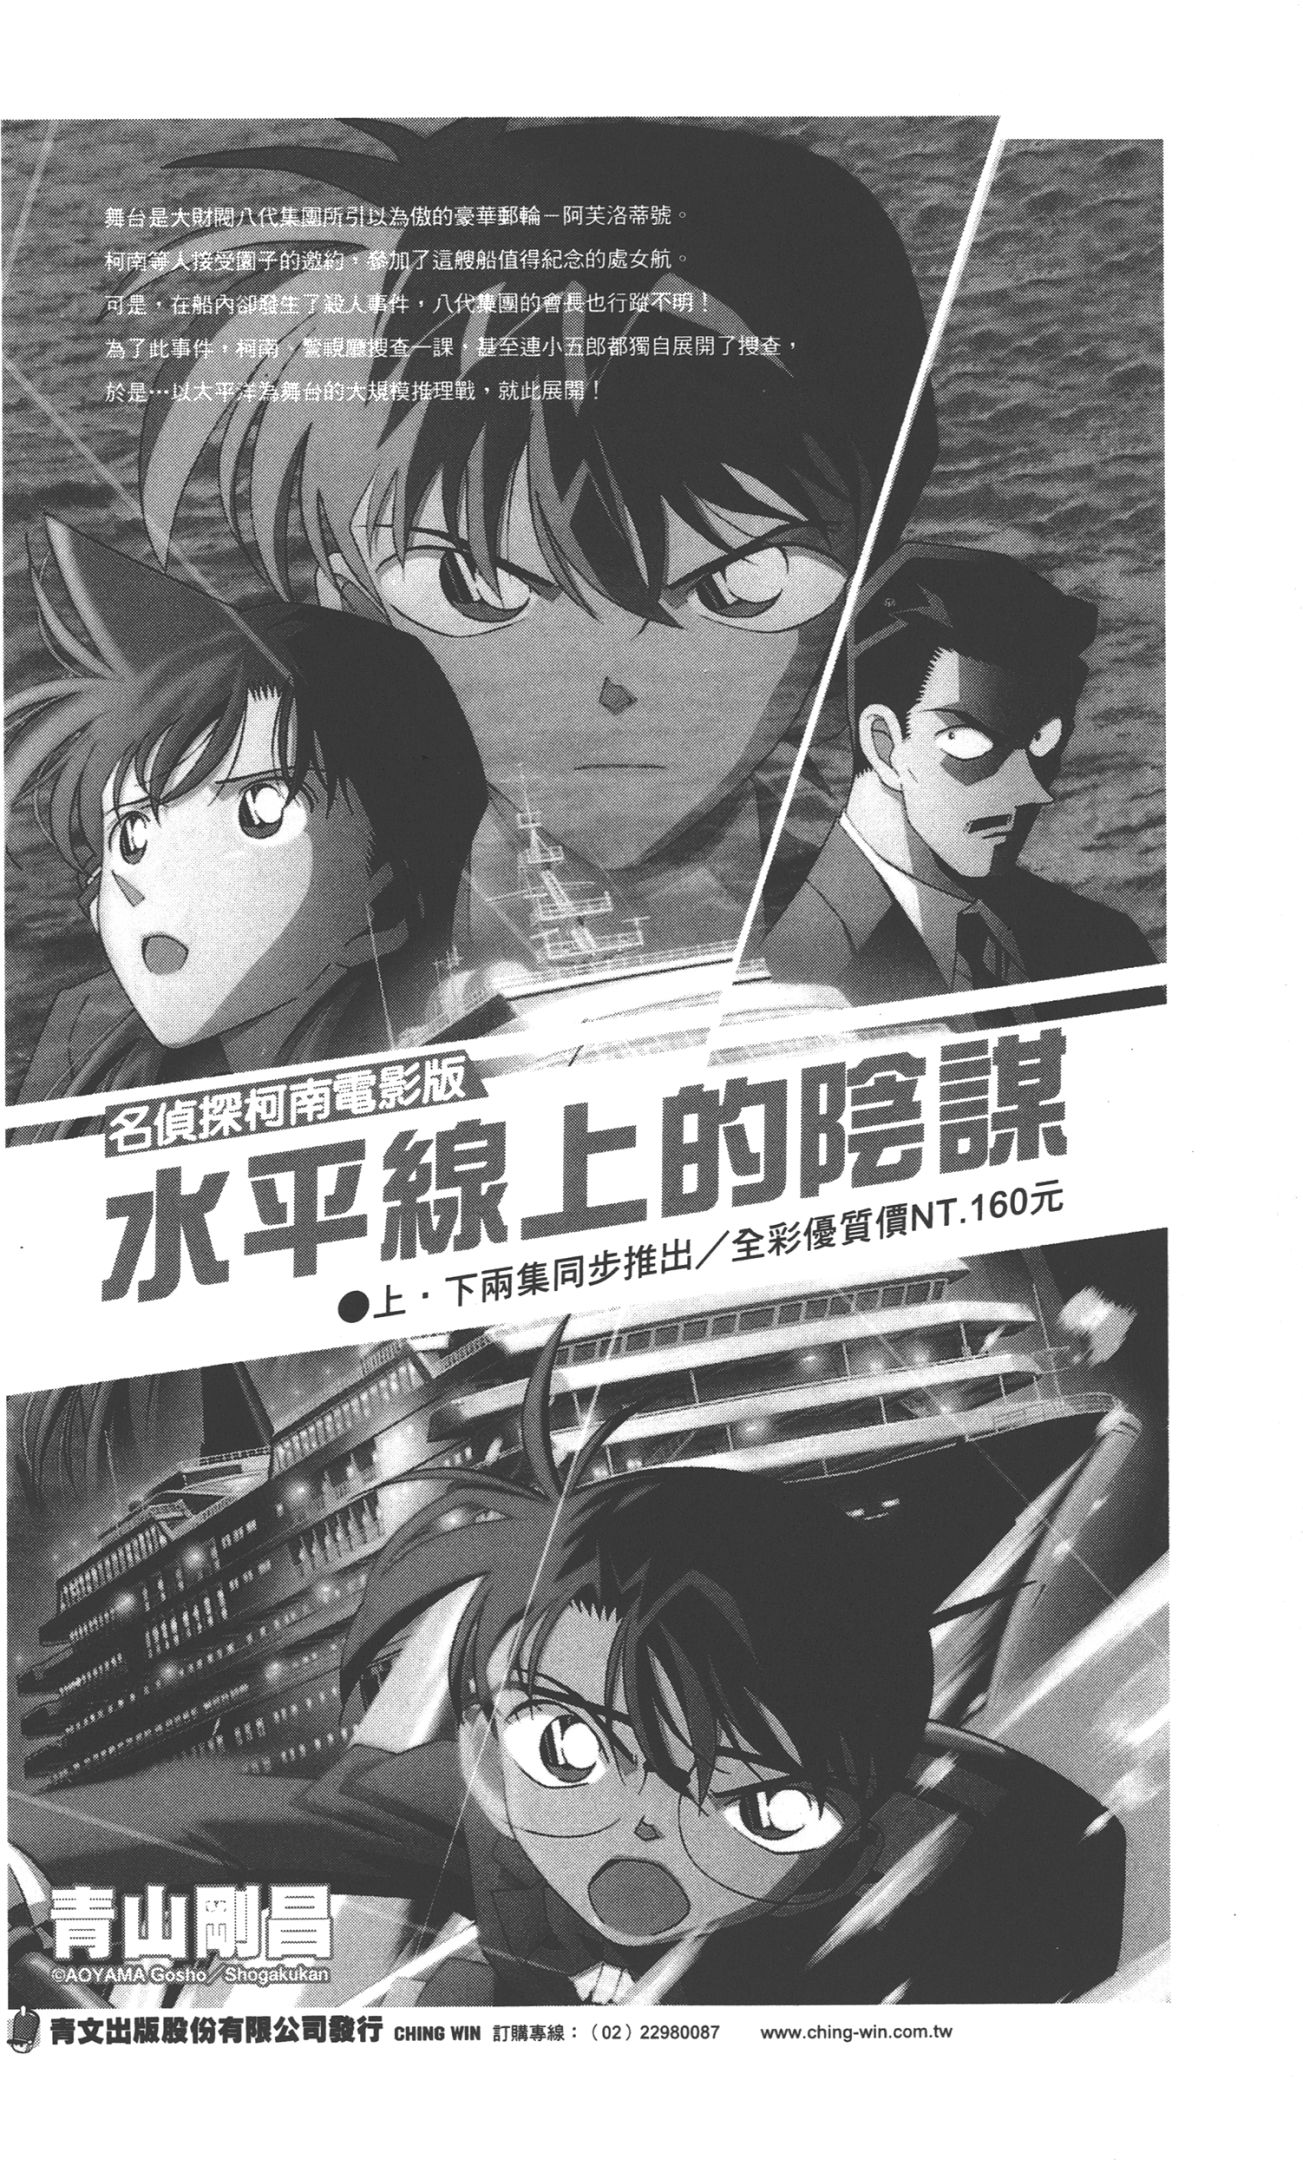 舞台是大財閥八代集團所引以為傲的豪華郵輪－阿芙洛蒂號。
柯南等人接受園子的邀約，參加了這艘船值得紀念的處女航。
可是，在船內卻發生了殺人事件，八代集團的會長也行蹤不明！
為了此事件，柯南、警視廳搜查一課，甚至連小五郎都獨自展開了搜查，
於是…以太平洋為舞台的大規模推理戰，就此展開！
名偵探柯南電影版
水平線上的陰謀
●上・下兩集同步推出／全彩優質價NT.160元
青山剛昌
©AOYAMA Gosho／Shogakukan
青文出版股份有限公司發行 CHING WIN 訂購專線：（02）22980087 www.ching-win.com.tw